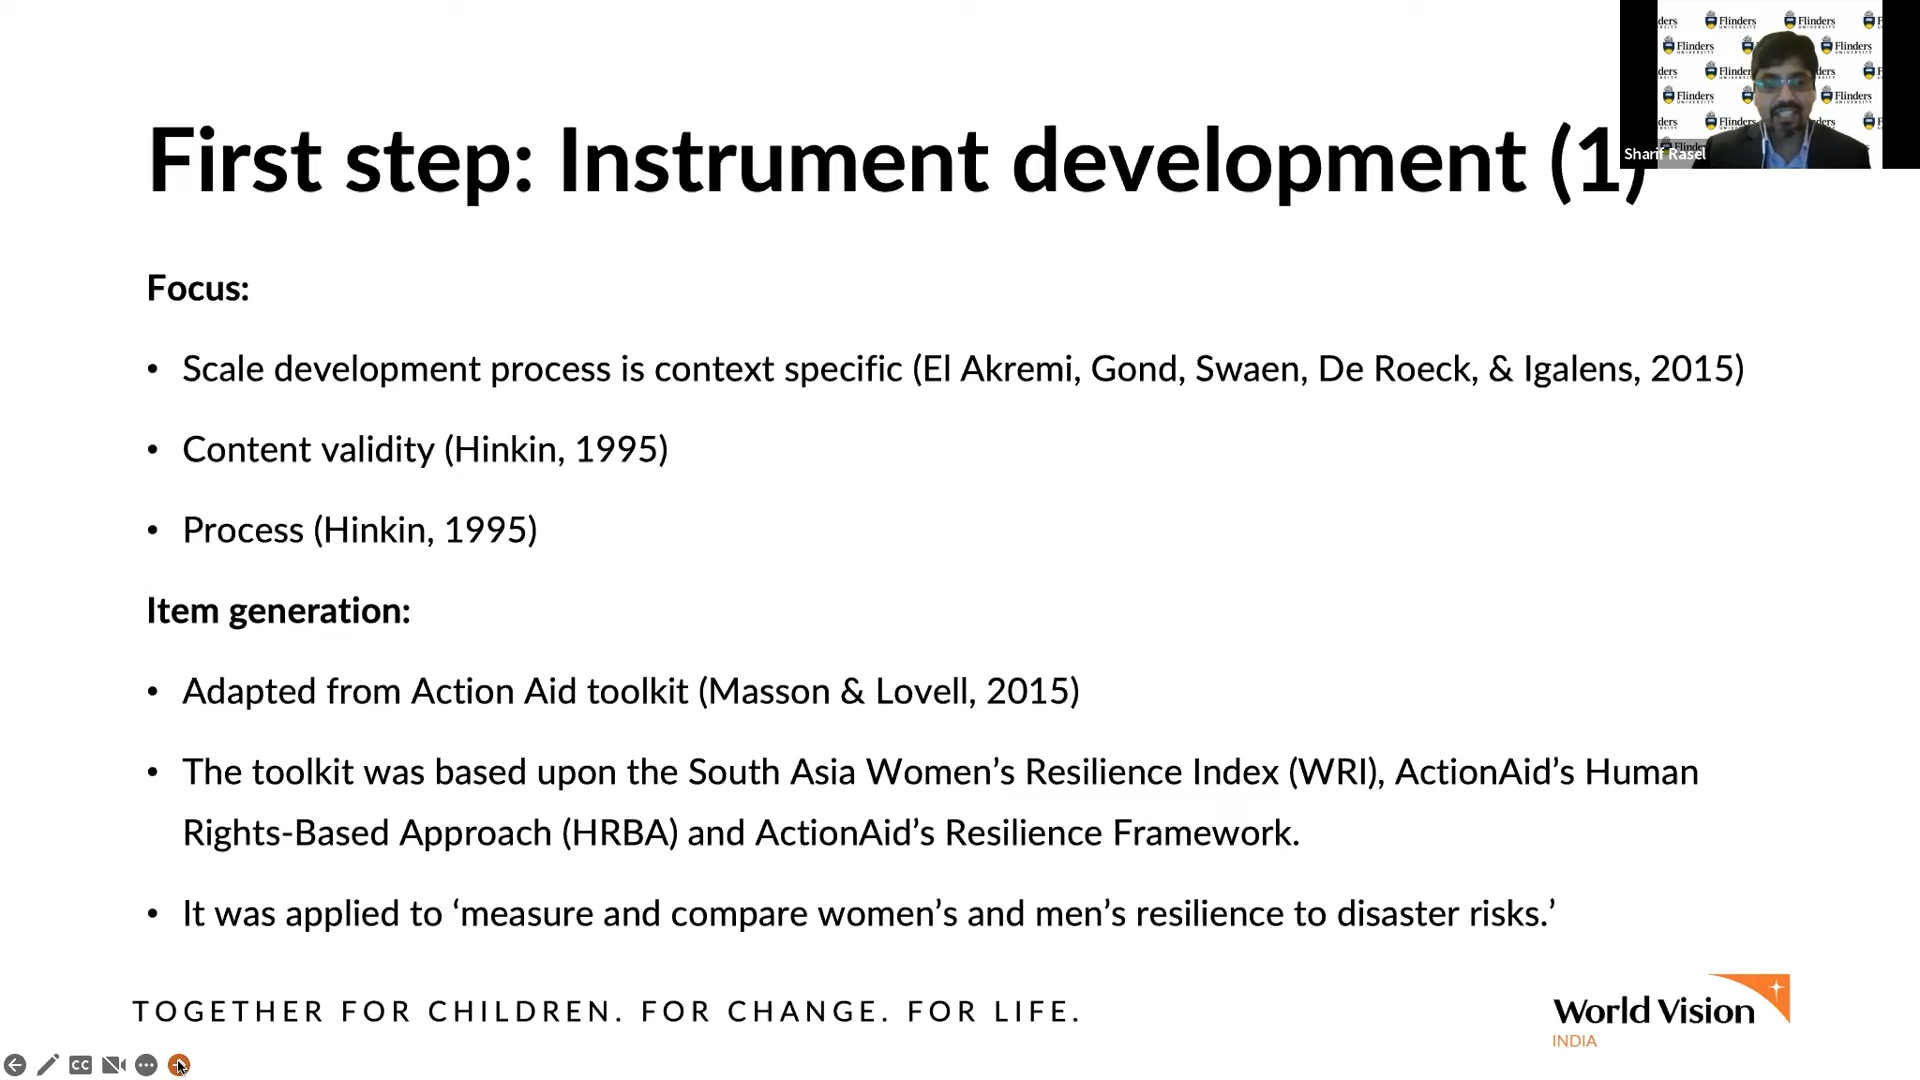 First step: Instrument development (1)
Sharif Rasel
Focus:
• Scale development process is context specific (El Akremi, Gond, Swaen, De Roeck, & Igalens, 2015)
• Content validity (Hinkin, 1995)
• Process (Hinkin, 1995)
Item generation:
• Adapted from Action Aid toolkit (Masson & Lovell, 2015)
• The toolkit was based upon the South Asia Women’s Resilience Index (WRI), ActionAid’s Human
Rights-Based Approach (HRBA) and ActionAid’s Resilience Framework.
• It was applied to ‘measure and compare women’s and men’s resilience to disaster risks.’
TOGETHER FOR CHILDREN. FOR CHANGE. FOR LIFE.
World Vision
INDIA
CC
Flinders
UNIVERSITY